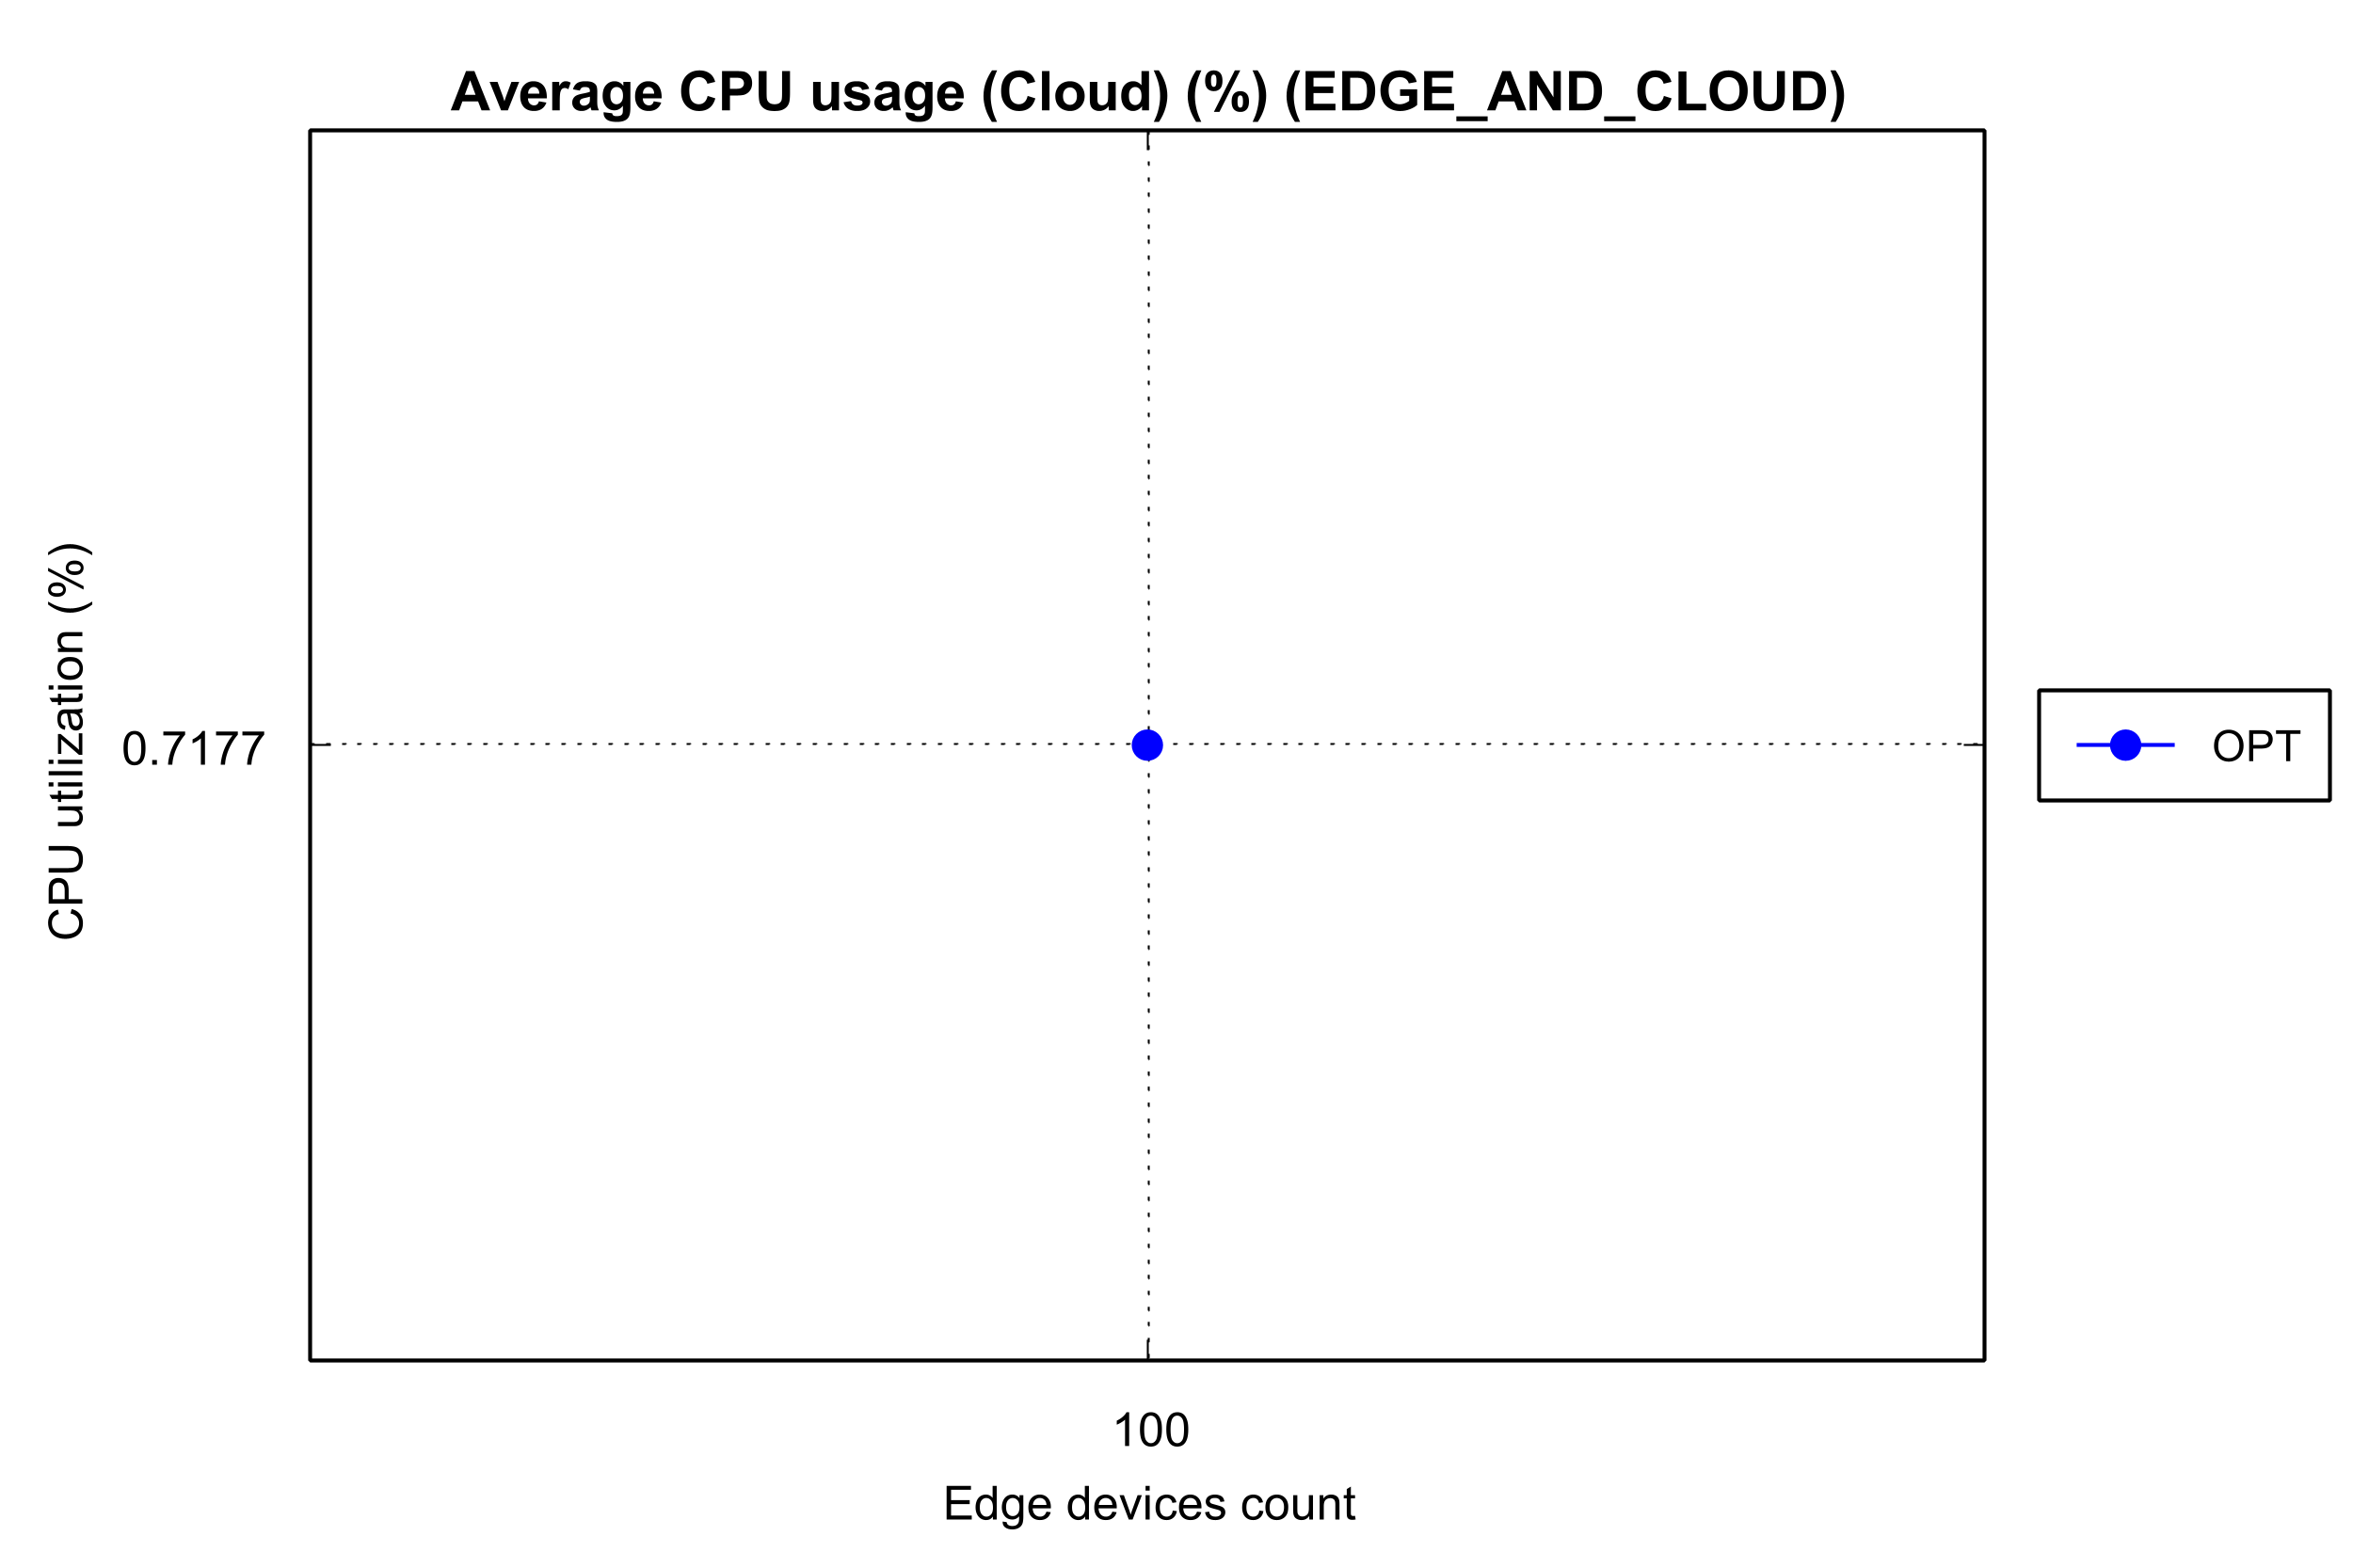 Average CPU usage (Cloud) (%) (EDGE_AND_CLOUD)
CPU utilization (%)
0.7177
OPT
100
Edge devices count